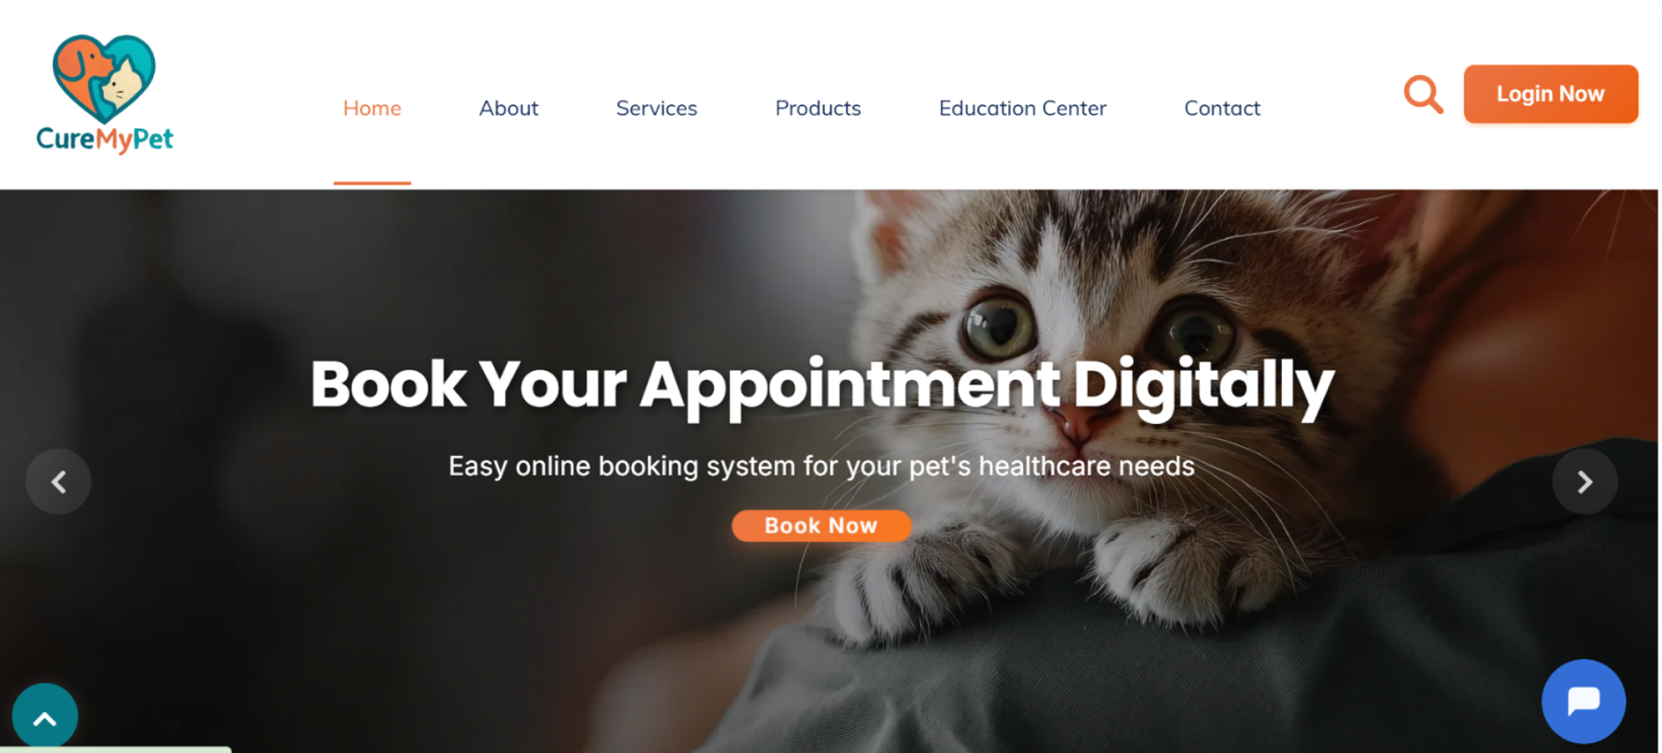 CureMyPet
Home About Services Products Education Center Contact
Login Now
Book Your Appointment Digitally
Easy online booking system for your pet's healthcare needs
Book Now